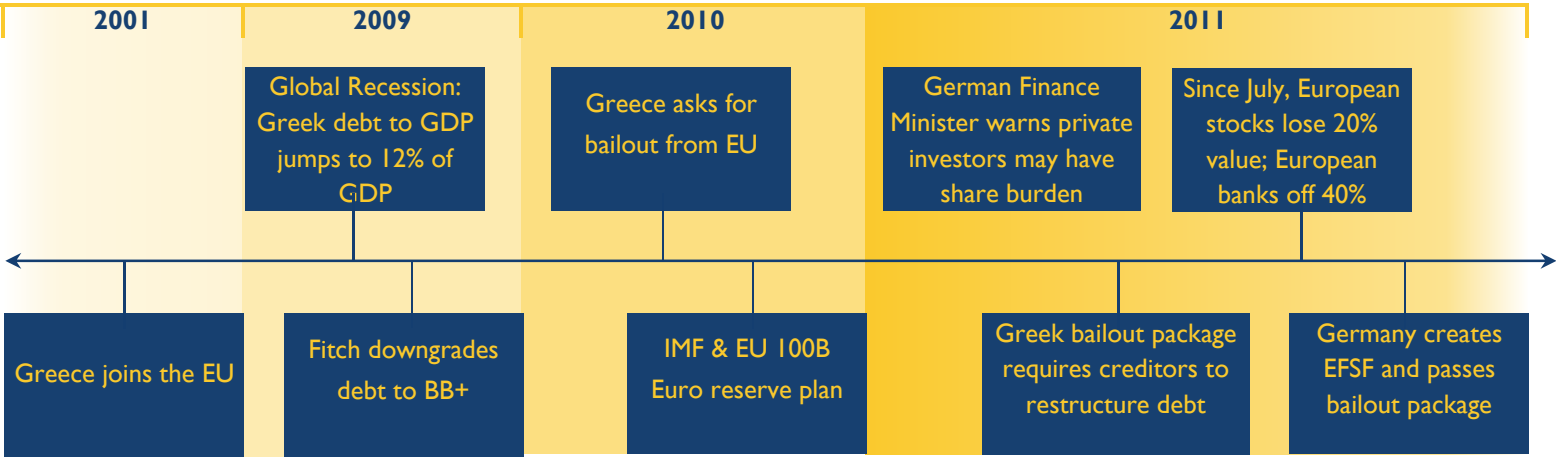 2001
2009
2010
2011
Global Recession:
Greek debt to GDP
jumps to 12% of
GDP
Greece asks for
bailout from EU
German Finance
Minister warns private
investors may have
share burden
Since July, European
stocks lose 20%
value; European
banks off 40%
Greece joins the EU
Fitch downgrades
debt to BB+
IMF & EU 100B
Euro reserve plan
Greek bailout package
requires creditors to
restructure debt
Germany creates
EFSF and passes
bailout package